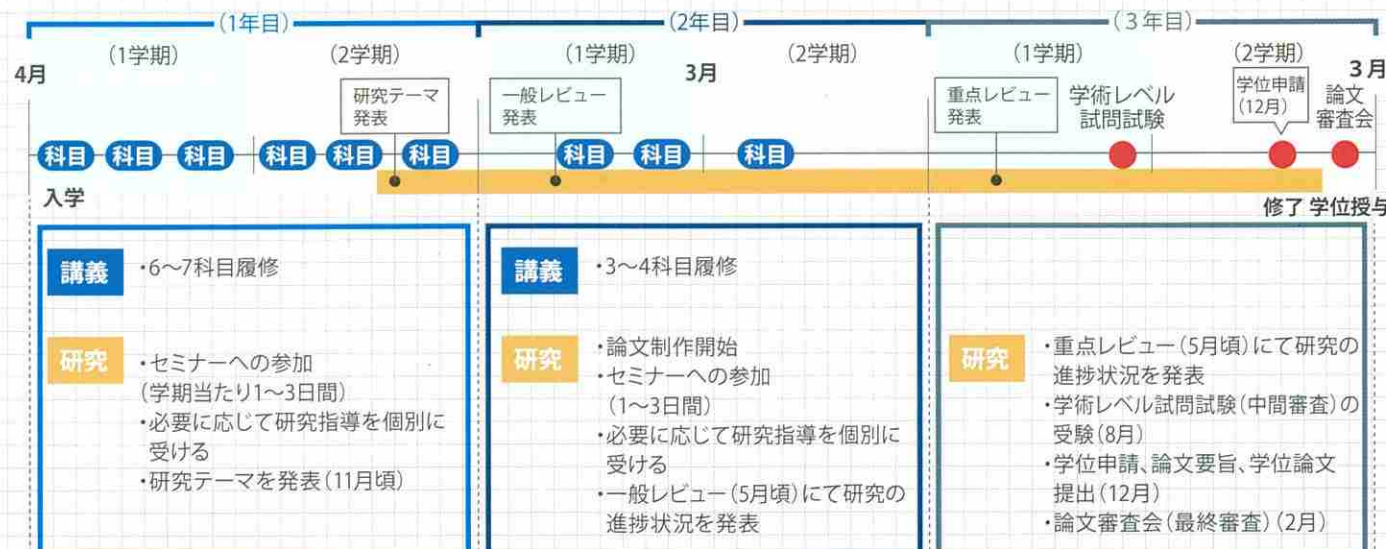 (1年目)
(2年目)
(3年目)
(1学期)
(2学期)
(1学期)
(2学期)
(1学期)
(2学期)
4月
3月
3月
研究テーマ
発表
一般レビュー
発表
重点レビュー
発表
学術レベル
試問試験
学位申請
(12月)
論文
審査会
科目
科目
科目
科目
科目
科目
科目
科目
科目
入学
修了 学位授与
講義
・6～7科目履修
研究
・セミナーへの参加
(学期当たり1～3日間)
・必要に応じて研究指導を個別に
受ける
・研究テーマを発表(11月頃)
講義
・3～4科目履修
研究
・論文制作開始
・セミナーへの参加
(1～3日間)
・必要に応じて研究指導を個別に
受ける
・一般レビュー(5月頃)にて研究の
進捗状況を発表
研究
・重点レビュー(5月頃)にて研究の
進捗状況を発表
・学術レベル試問試験(中間審査)の
受験(8月)
・学位申請、論文要旨、学位論文
提出(12月)
・論文審査会(最終審査)(2月)